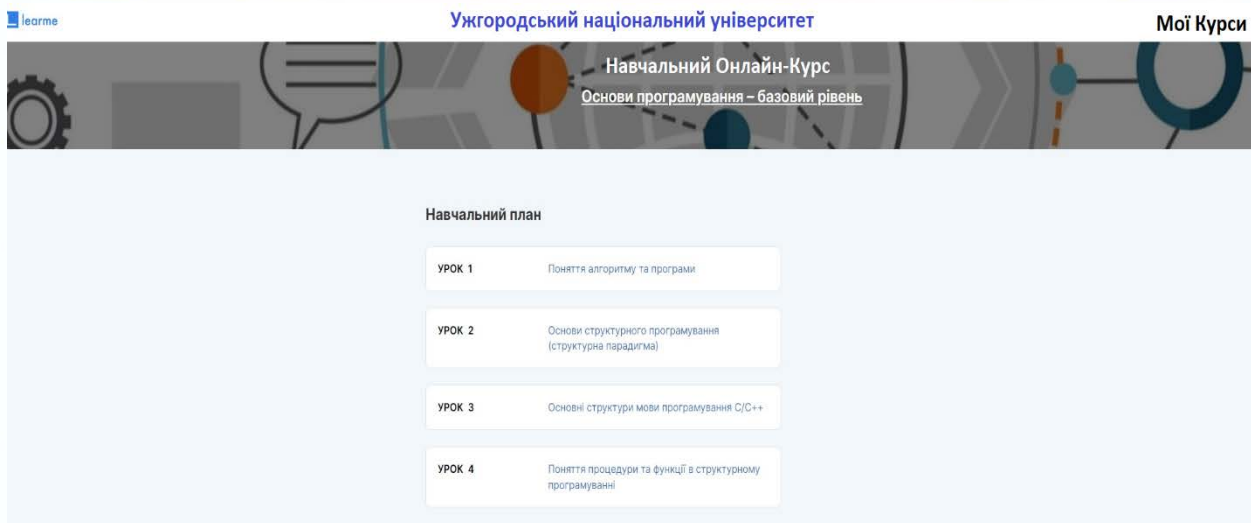 learme
Ужгородський національний університет
Мої Курси
Навчальний Онлайн-Курс
Основи програмування – базовий рівень
Навчальний план
УРОК 1
Поняття алгоритму та програми
УРОК 2
Основи структурного програмування
(структурна парадигма)
УРОК 3
Основні структури мови програмування C/C++
УРОК 4
Поняття процедури та функції в структурному
програмуванні